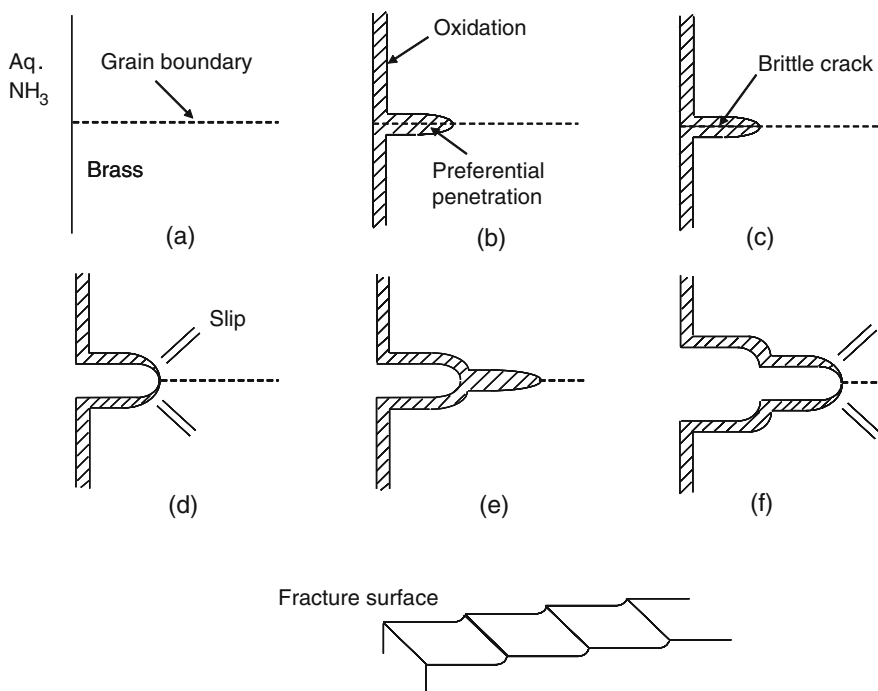 Aq.
NH3
Grain boundary
Brass
(a)
Oxidation
Preferential
penetration
(b)
Brittle crack
(c)
Slip
(d)
(e)
(f)
Fracture surface